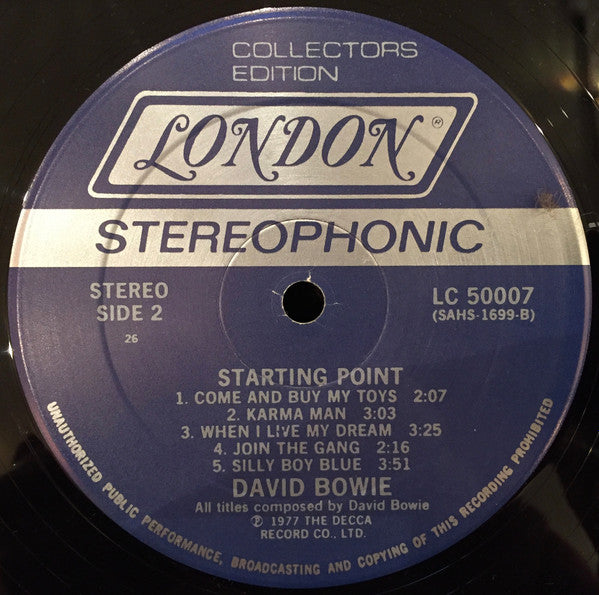 COLLECTORS
EDITION
LONDON®
STEREOPHONIC
STEREO
SIDE 2
26
LC 50007
(SAHS-1699-B)
STARTING POINT
1. COME AND BUY MY TOYS 2:07
2. KARMA MAN 3:03
3. WHEN I LIVE MY DREAM 3:25
4. JOIN THE GANG 2:16
5. SILLY BOY BLUE 3:51
DAVID BOWIE
All titles composed by David Bowie
℗ 1977 THE DECCA
RECORD CO., LTD.
UNAUTHORIZED PUBLIC PERFORMANCE, BROADCASTING AND COPYING OF THIS RECORDING PROHIBITED